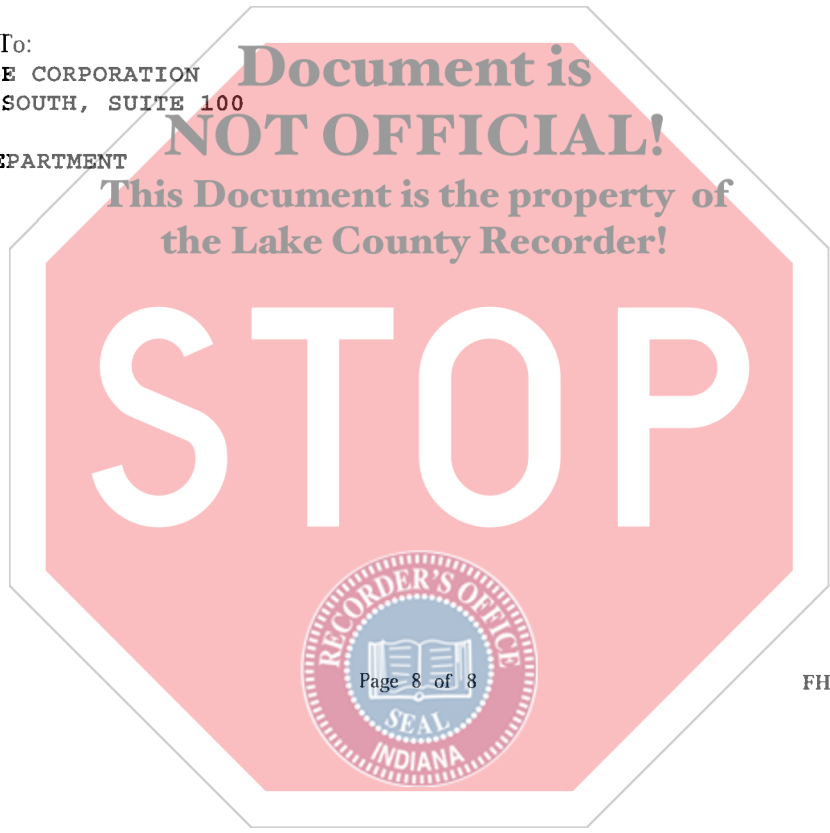 To:
E CORPORATION
SOUTH, SUITE 100
EPARTMENT
Document is
NOT OFFICIAL!
This Document is the property of
the Lake County Recorder!
STOP
RECORDER'S OFFICE
Page 8 of 8
SEAL
INDIANA
FH